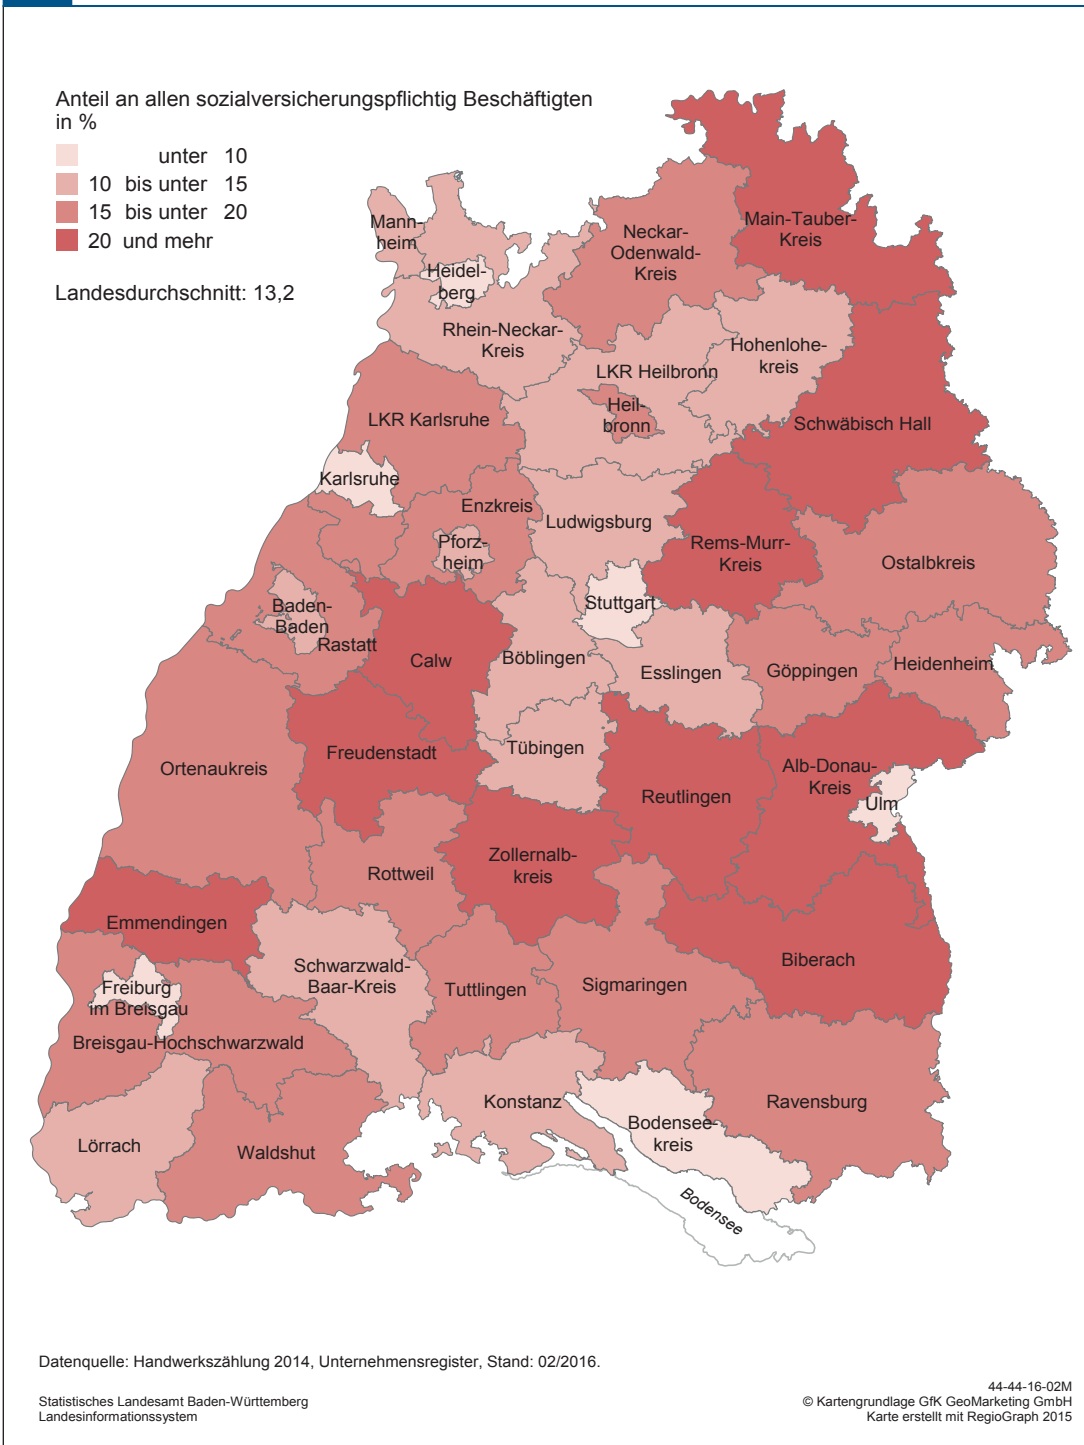 Anteil an allen sozialversicherungspflichtig Beschäftigten
in %
unter 10
10 bis unter 15
15 bis unter 20
20 und mehr
Landesdurchschnitt: 13,2
Main-Tauber-
Kreis
Mann-
heim
Neckar-
Odenwald-
Kreis
Heidel-
berg
Rhein-Neckar-
Kreis
Hohenlohe-
kreis
LKR Heilbronn
Heil-
bronn
LKR Karlsruhe
Schwäbisch Hall
Karlsruhe
Enzkreis
Ludwigsburg
Pforz-
heim
Rems-Murr-
Kreis
Ostalbkreis
Baden-
Baden
Stuttgart
Rastatt
Calw
Böblingen
Esslingen
Göppingen
Heidenheim
Freudenstadt
Tübingen
Ortenaukreis
Reutlingen
Alb-Donau-
Kreis
Ulm
Rottweil
Zollernalb-
kreis
Emmendingen
Schwarzwald-
Baar-Kreis
Biberach
Freiburg
im Breisgau
Tuttlingen
Sigmaringen
Breisgau-Hochschwarzwald
Konstanz
Ravensburg
Bodensee-
kreis
Lörrach
Waldshut
Bodensee
Datenquelle: Handwerkszählung 2014, Unternehmensregister, Stand: 02/2016.
Statistisches Landesamt Baden-Württemberg
Landesinformationssystem
44-44-16-02M
© Kartengrundlage GfK GeoMarketing GmbH
Karte erstellt mit RegioGraph 2015